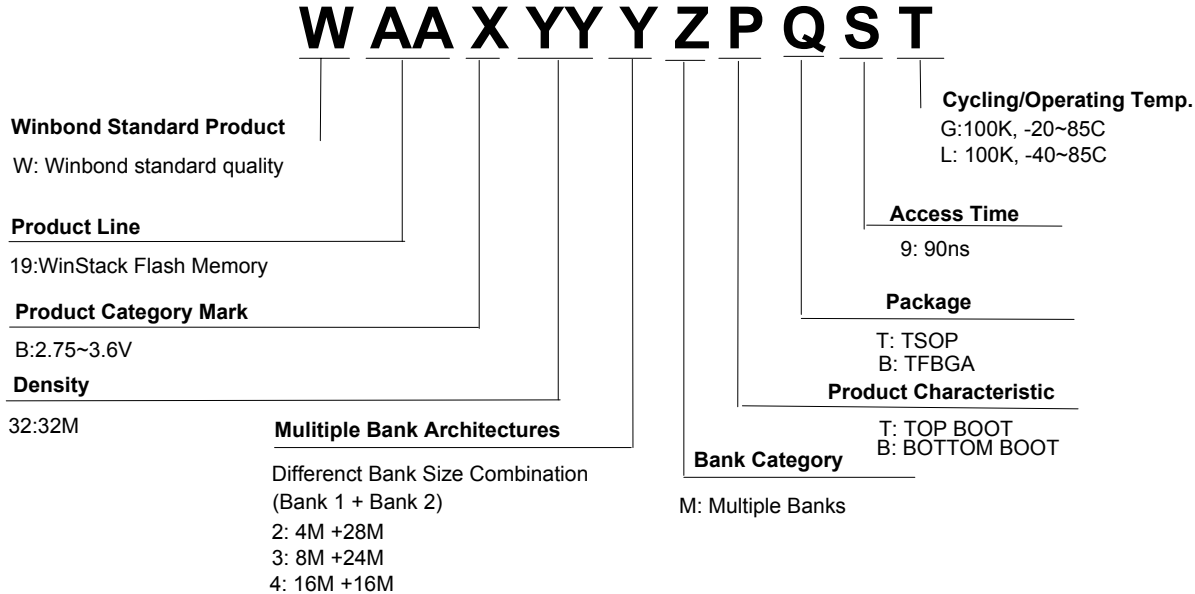 W AA X YY Y Z P Q S T
Winbond Standard Product
W: Winbond standard quality
Product Line
19:WinStack Flash Memory
Product Category Mark
B:2.75~3.6V
Density
32:32M
Mulitiple Bank Architectures
Differenct Bank Size Combination
(Bank 1 + Bank 2)
2: 4M +28M
3: 8M +24M
4: 16M +16M
Bank Category
M: Multiple Banks
Product Characteristic
T: TOP BOOT
B: BOTTOM BOOT
Package
T: TSOP
B: TFBGA
Access Time
9: 90ns
Cycling/Operating Temp.
G:100K, -20~85C
L: 100K, -40~85C